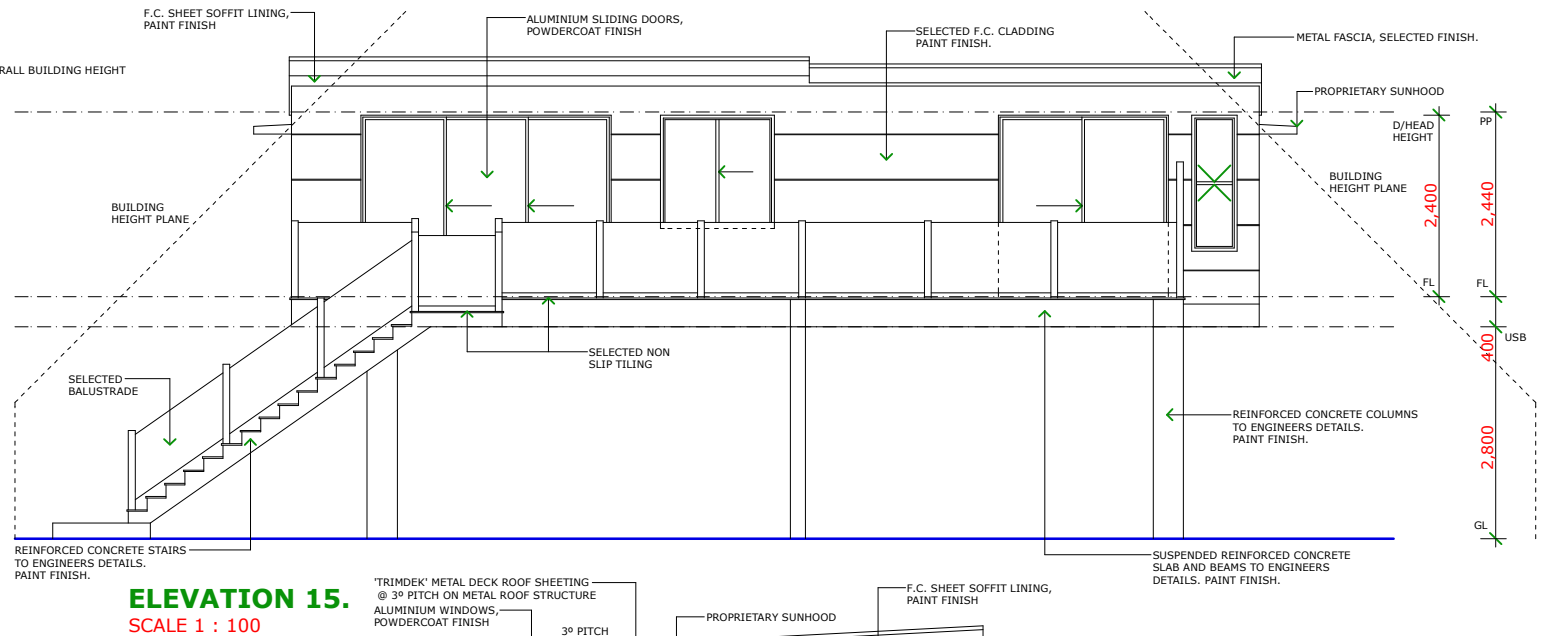 F.C. SHEET SOFFIT LINING,
PAINT FINISH
ALUMINIUM SLIDING DOORS,
POWDERCOAT FINISH
SELECTED F.C. CLADDING
PAINT FINISH.
METAL FASCIA, SELECTED FINISH.
RALL BUILDING HEIGHT
PROPRIETARY SUNHOOD
D/HEAD
HEIGHT
PP
BUILDING
HEIGHT PLANE
BUILDING
HEIGHT PLANE
2,400
2,440
FL
FL
SELECTED NON
SLIP TILING
USB
400
SELECTED
BALUSTRADE
REINFORCED CONCRETE COLUMNS
TO ENGINEERS DETAILS.
PAINT FINISH.
2,800
GL
REINFORCED CONCRETE STAIRS
TO ENGINEERS DETAILS.
PAINT FINISH.
SUSPENDED REINFORCED CONCRETE
SLAB AND BEAMS TO ENGINEERS
DETAILS. PAINT FINISH.
ELEVATION 15.
SCALE 1 : 100
'TRIMDEK' METAL DECK ROOF SHEETING
@ 3º PITCH ON METAL ROOF STRUCTURE
ALUMINIUM WINDOWS,
POWDERCOAT FINISH
3º PITCH
PROPRIETARY SUNHOOD
F.C. SHEET SOFFIT LINING,
PAINT FINISH